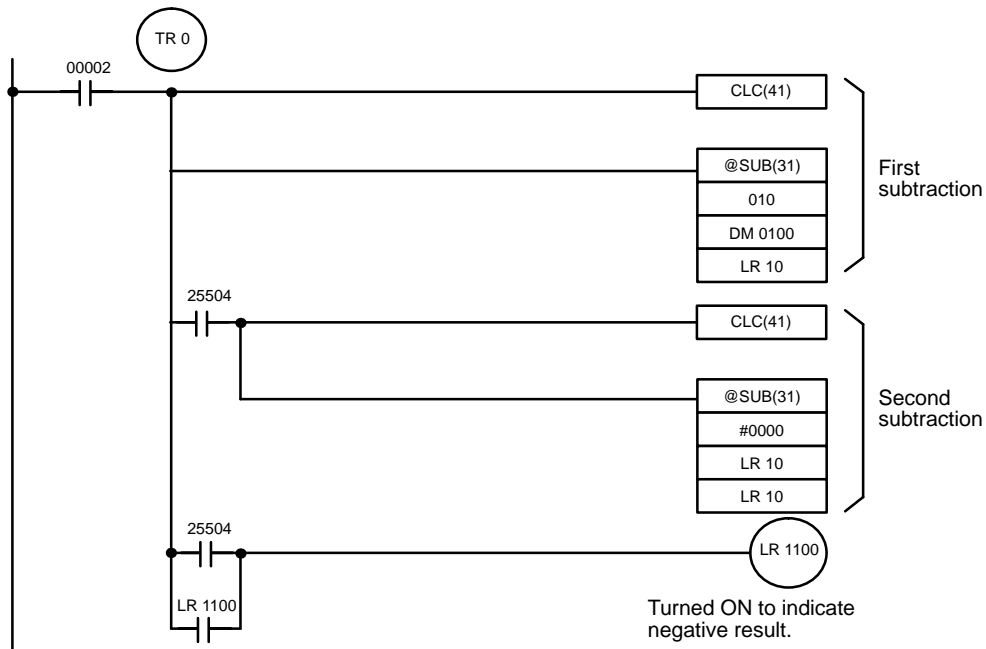 TR 0
00002
CLC(41)
@SUB(31)
010
DM 0100
LR 10
First
subtraction
25504
CLC(41)
@SUB(31)
#0000
LR 10
LR 10
Second
subtraction
25504
LR 1100
LR 1100
Turned ON to indicate
negative result.